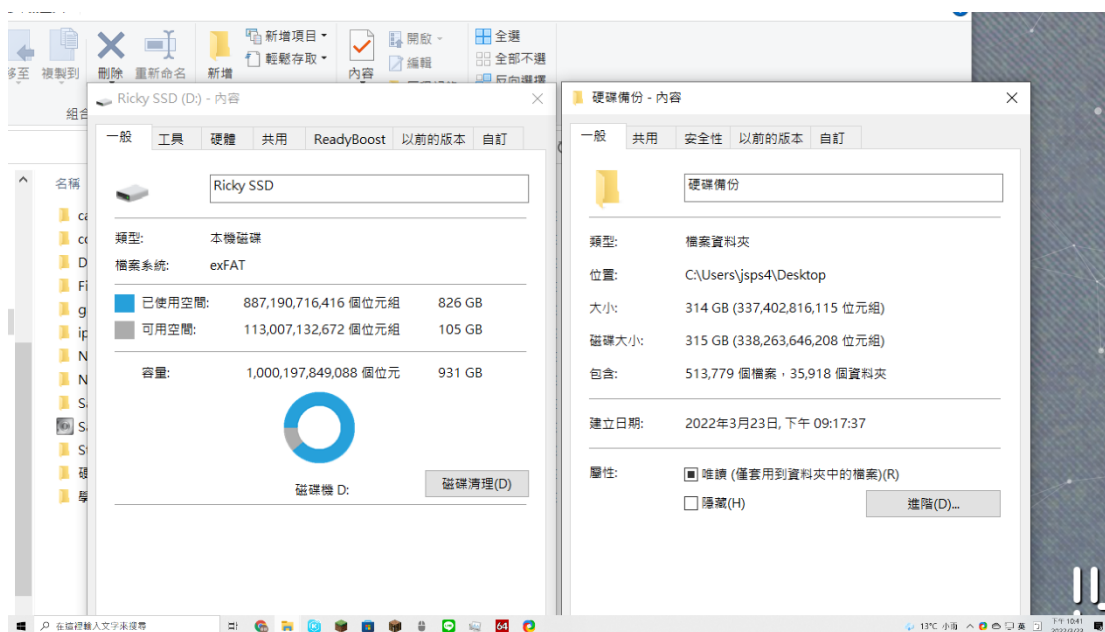 新增項目
開啟
全選
輕鬆存取
編輯
全部不選
複製到
刪除
重新命名
新增
內容
反向選擇
Ricky SSD (D:) - 內容
一般
工具
硬體
共用
ReadyBoost
以前的版本
自訂
Ricky SSD
類型:
本機磁碟
檔案系統:
exFAT
已使用空間:
887,190,716,416 個位元組
826 GB
可用空間:
113,007,132,672 個位元組
105 GB
容量:
1,000,197,849,088 個位元
931 GB
磁碟機 D:
磁碟清理(D)
硬碟備份 - 內容
一般
共用
安全性
以前的版本
自訂
硬碟備份
類型:
檔案資料夾
位置:
C:\Users\jsps4\Desktop
大小:
314 GB (337,402,816,115 位元組)
磁碟大小:
315 GB (338,263,646,208 位元組)
包含:
513,779 個檔案，35,918 個資料夾
建立日期:
2022年3月23日, 下午 09:17:37
屬性:
唯讀 (僅套用到資料夾中的檔案)(R)
隱藏(H)
進階(D)...
名稱
在這裡輸入文字來搜尋
64
13°C 小雨
英
下午 10:41